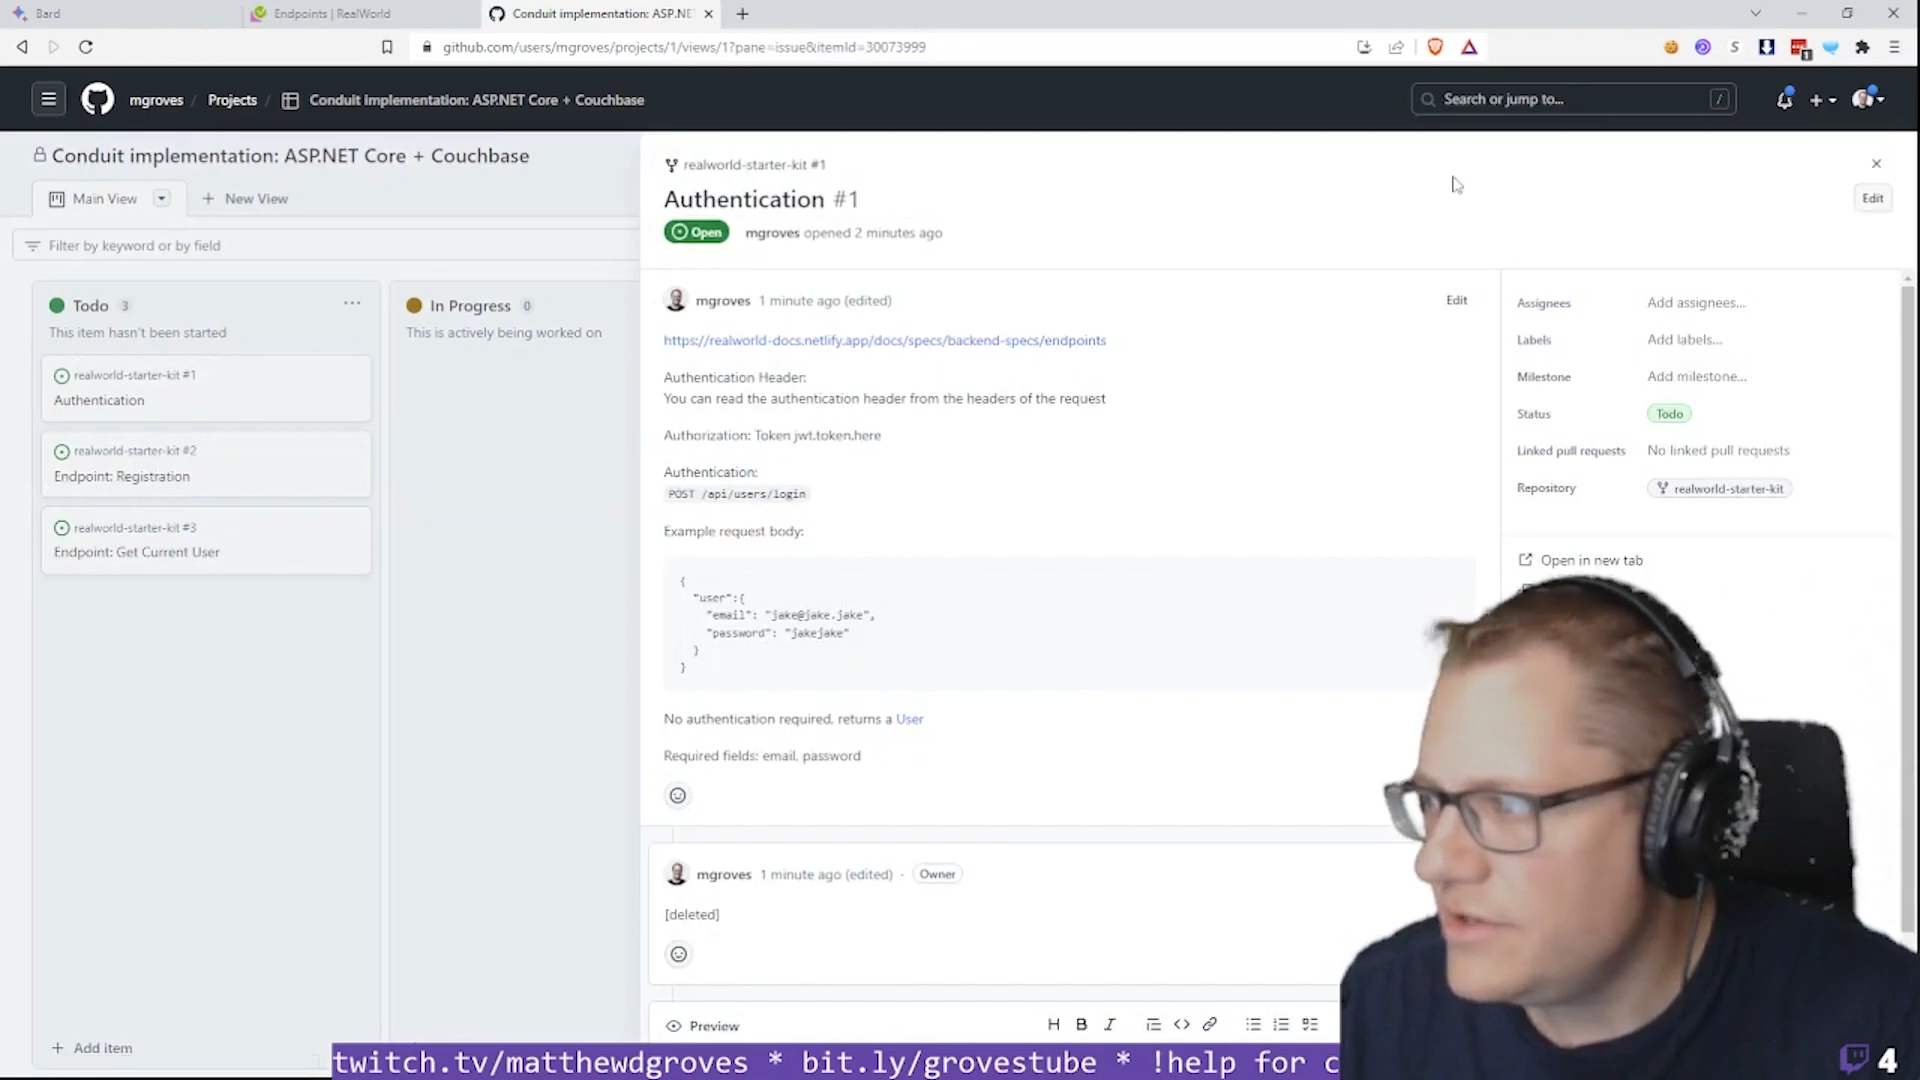 Bard
Endpoints | RealWorld
Conduit implementation: ASP.NE
github.com/users/mgroves/projects/1/views/1?pane=issue&itemId=30073999
mgroves / Projects / Conduit implementation: ASP.NET Core + Couchbase
Search or jump to...
/
Conduit implementation: ASP.NET Core + Couchbase
Main View
New View
Filter by keyword or by field
Todo 3
This item hasn't been started
realworld-starter-kit #1
Authentication
realworld-starter-kit #2
Endpoint: Registration
realworld-starter-kit #3
Endpoint: Get Current User
Add item
In Progress 0
This is actively being worked on
realworld-starter-kit #1
Authentication #1
Edit
Open
mgroves opened 2 minutes ago
mgroves 1 minute ago (edited)
Edit
https://realworld-docs.netlify.app/docs/specs/backend-specs/endpoints
Authentication Header:
You can read the authentication header from the headers of the request
Authorization: Token jwt.token.here
Authentication:
POST /api/users/login
Example request body:
{
"user":{
"email": "jake@jake.jake",
"password": "jakejake"
}
}
No authentication required, returns a User
Required fields: email, password
mgroves 1 minute ago (edited) · Owner
[deleted]
Preview
H B I
Assignees Add assignees...
Labels Add labels...
Milestone Add milestone...
Status Todo
Linked pull requests No linked pull requests
Repository realworld-starter-kit
Open in new tab
twitch.tv/matthewdgroves * bit.ly/grovestube * !help for c
4